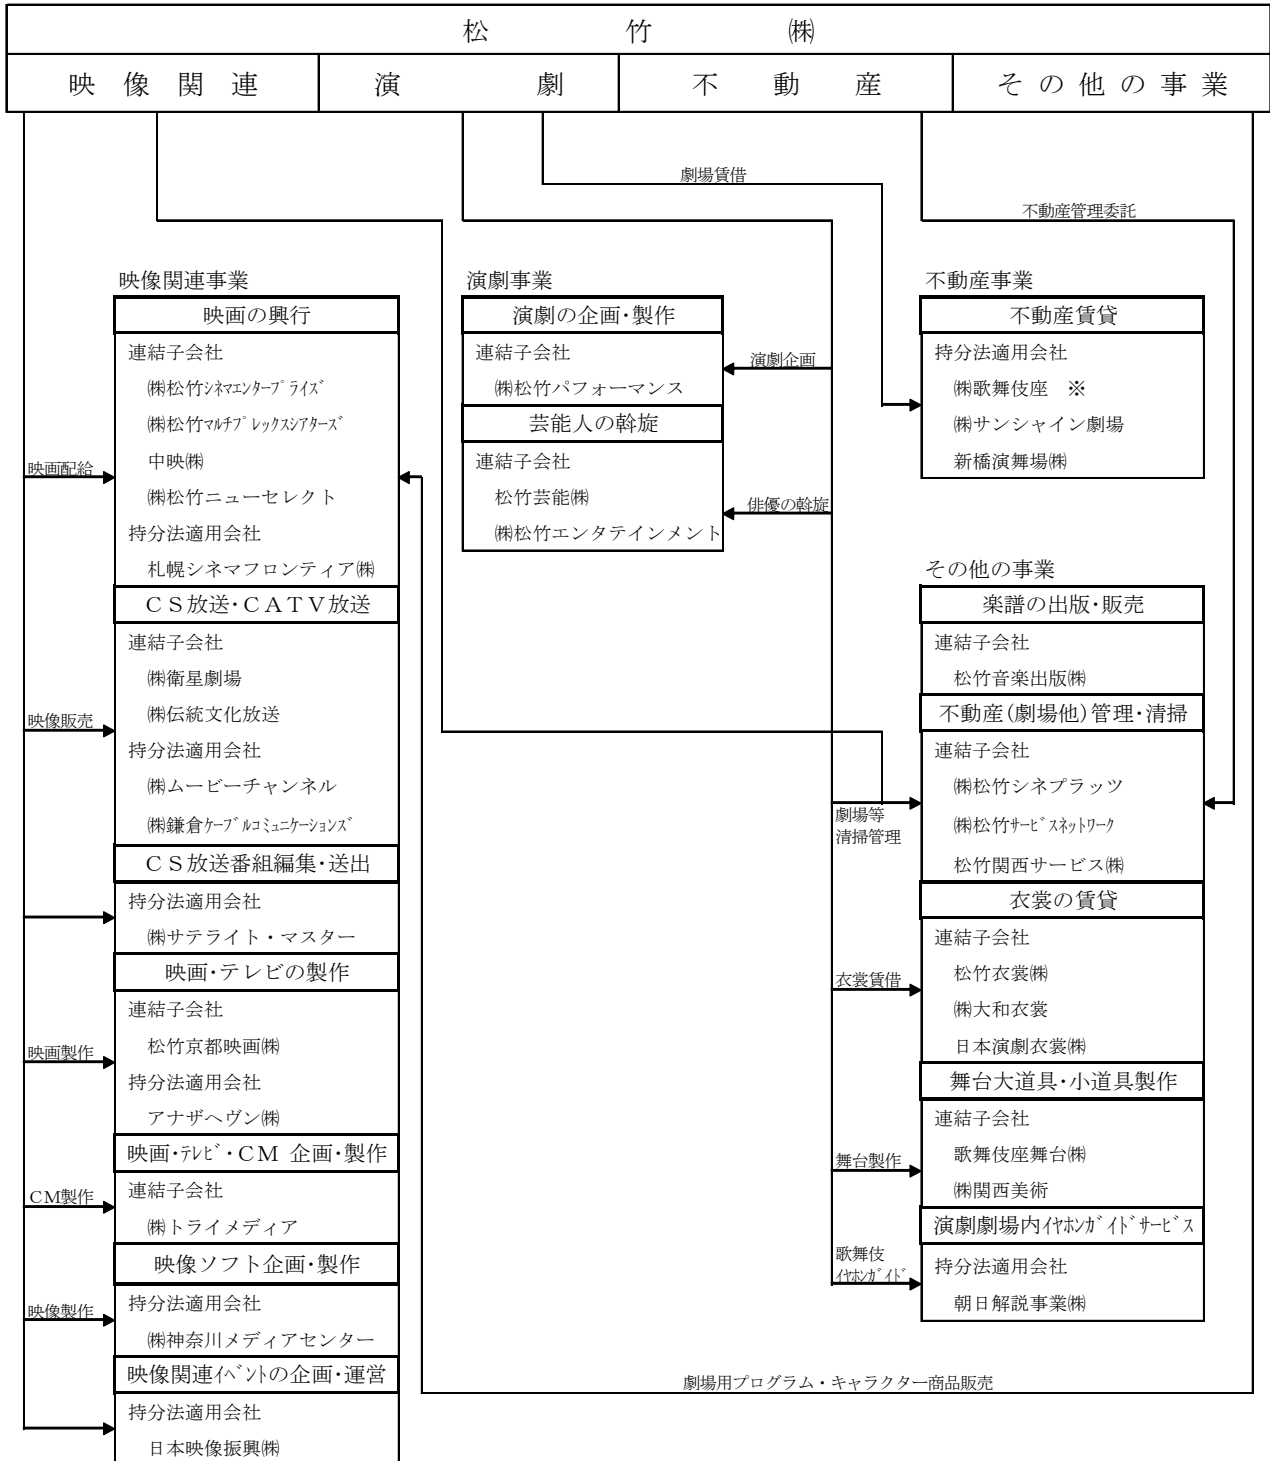 松竹㈱
映像関連　演劇　不動産　その他の事業
劇場賃借
不動産管理委託
映像関連事業
映画の興行
連結子会社
㈱松竹ｼﾈﾏｴﾝﾀｰﾌﾟﾗｲｽﾞ
㈱松竹ﾏﾙﾁﾌﾟﾚｯｸｽｼｱﾀｰｽﾞ
中映㈱
㈱松竹ニューセレクト
持分法適用会社
札幌シネマフロンティア㈱
映画配給
ＣＳ放送･ＣＡＴＶ放送
連結子会社
㈱衛星劇場
㈱伝統文化放送
持分法適用会社
㈱ムービーチャンネル
㈱鎌倉ｹｰﾌﾞﾙｺﾐｭﾆｹｰｼｮﾝｽﾞ
映像販売
ＣＳ放送番組編集･送出
持分法適用会社
㈱サテライト・マスター
映画･テレビの製作
連結子会社
松竹京都映画㈱
持分法適用会社
アナザヘヴン㈱
映画製作
映画･ﾃﾚﾋﾞ･ＣＭ 企画･製作
連結子会社
㈱トライメディア
ＣＭ製作
映像ソフト企画･製作
持分法適用会社
㈱神奈川メディアセンター
映像製作
映像関連ｲﾍﾞﾝﾄの企画･運営
持分法適用会社
日本映像振興㈱
演劇事業
演劇の企画･製作
連結子会社
㈱松竹パフォーマンス
芸能人の斡旋
連結子会社
松竹芸能㈱
㈱松竹エンタテインメント
演劇企画
俳優の斡旋
劇場等
清掃管理
衣裳賃借
舞台製作
歌舞伎
ｲﾔﾎﾝｶﾞｲﾄﾞ
不動産事業
不動産賃貸
持分法適用会社
㈱歌舞伎座　※
㈱サンシャイン劇場
新橋演舞場㈱
その他の事業
楽譜の出版･販売
連結子会社
松竹音楽出版㈱
不動産(劇場他)管理･清掃
連結子会社
㈱松竹シネプラッツ
㈱松竹ｻｰﾋﾞｽﾈｯﾄﾜｰｸ
松竹関西サービス㈱
衣裳の賃貸
連結子会社
松竹衣裳㈱
㈱大和衣裳
日本演劇衣裳㈱
舞台大道具･小道具製作
連結子会社
歌舞伎座舞台㈱
㈱関西美術
演劇劇場内ｲﾔﾎﾝｶﾞｲﾄﾞｻｰﾋﾞｽ
持分法適用会社
朝日解説事業㈱
劇場用プログラム・キャラクター商品販売